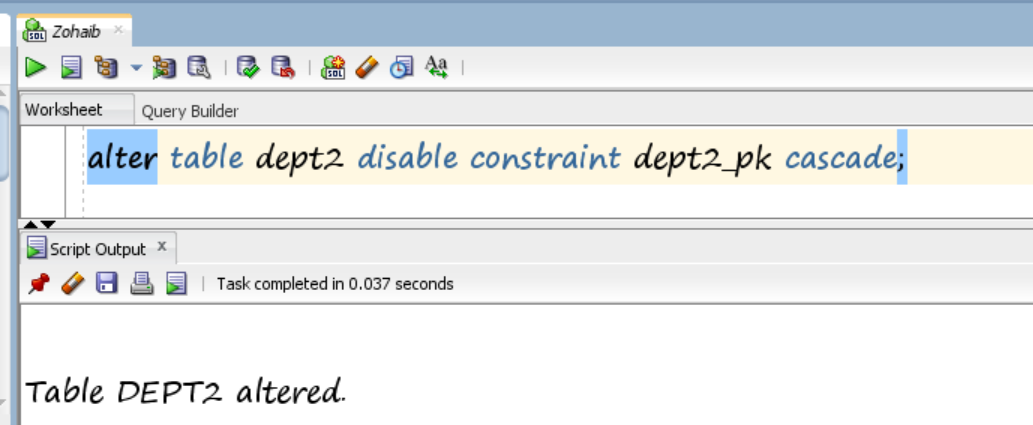 Zohaib
Worksheet Query Builder
alter table dept2 disable constraint dept2_pk cascade;
Script Output x
Task completed in 0.037 seconds
Table DEPT2 altered.